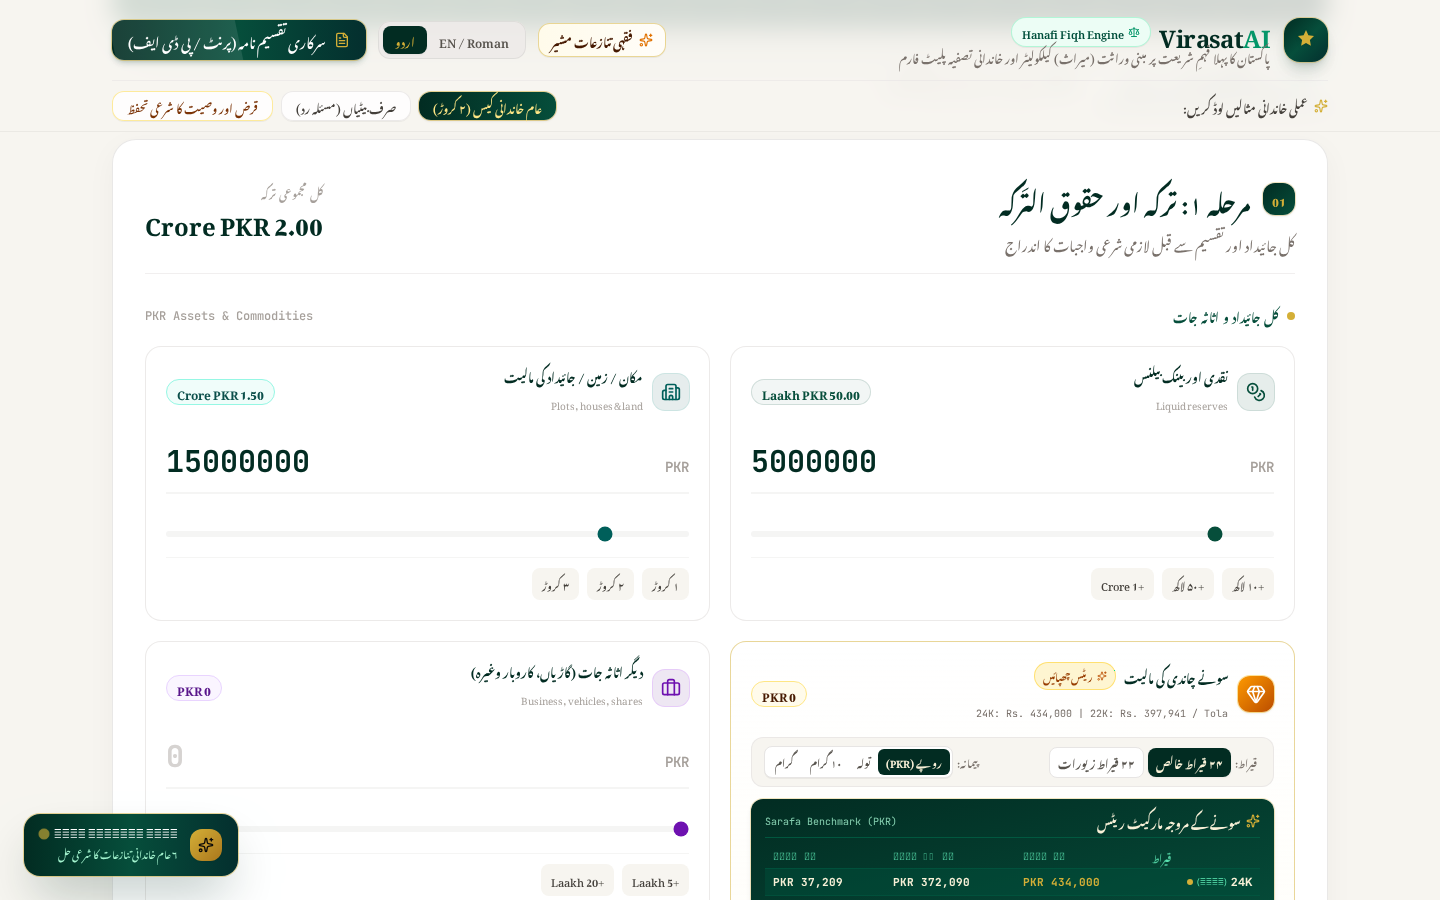 VirasatAI
Hanafi Fiqh Engine
پاکستان کا پہلا فہمِ شریعت پر مبنی وراثت (میراث) کیلکولیٹر اور خاندانی تصفیہ پلیٹ فارم
فقہی تنازعات مشیر
EN / Roman
اردو
سرکاری تقسیم نامہ (پرنٹ / پی ڈی ایف)
عملی خاندانی مثالیں لوڈ کریں:
عام خاندانی کیس (۲ کروڑ)
صرف بیٹیاں (مسئلہ رد)
قرض اور وصیت کا شرعی تحفظ
01
مرحلہ ۱: ترکہ اور حقوق التَّرکہ
کل جائیداد اور تقسیم سے قبل لازمی شرعی واجبات کا اندراج
کل مجموعی ترکہ
Crore PKR 2.00
کل جائیداد و اثاثہ جات
PKR Assets & Commodities
نقدی اور بینک بیلنس
Liquid reserves
Laakh PKR 50.00
5000000
PKR
+۱۰ لاکھ
+۵۰ لاکھ
Crore 1+
مکان / زمین / جائیداد کی مالیت
Plots, houses & land
Crore PKR 1.50
15000000
PKR
۱ کروڑ
۲ کروڑ
۳ کروڑ
سونے چاندی کی مالیت
ریٹس چھپائیں
24K: Rs. 434,000 | 22K: Rs. 397,941 / Tola
PKR 0
قیراط:
۲۴ قیراط خالص
۲۲ قیراط زیورات
پیمانہ:
روپے (PKR)
تولہ
۱۰ گرام
گرام
سونے کے مروجہ مارکیٹ ریٹس
Sarafa Benchmark (PKR)
قیراط
24K
PKR 434,000
PKR 372,090
PKR 37,209
دیگر اثاثہ جات (گاڑیاں، کاروبار وغیرہ)
Business, vehicles, shares
PKR 0
0
PKR
Laakh 5+
Laakh 20+
۶ عام خاندانی تنازعات کا شرعی حل